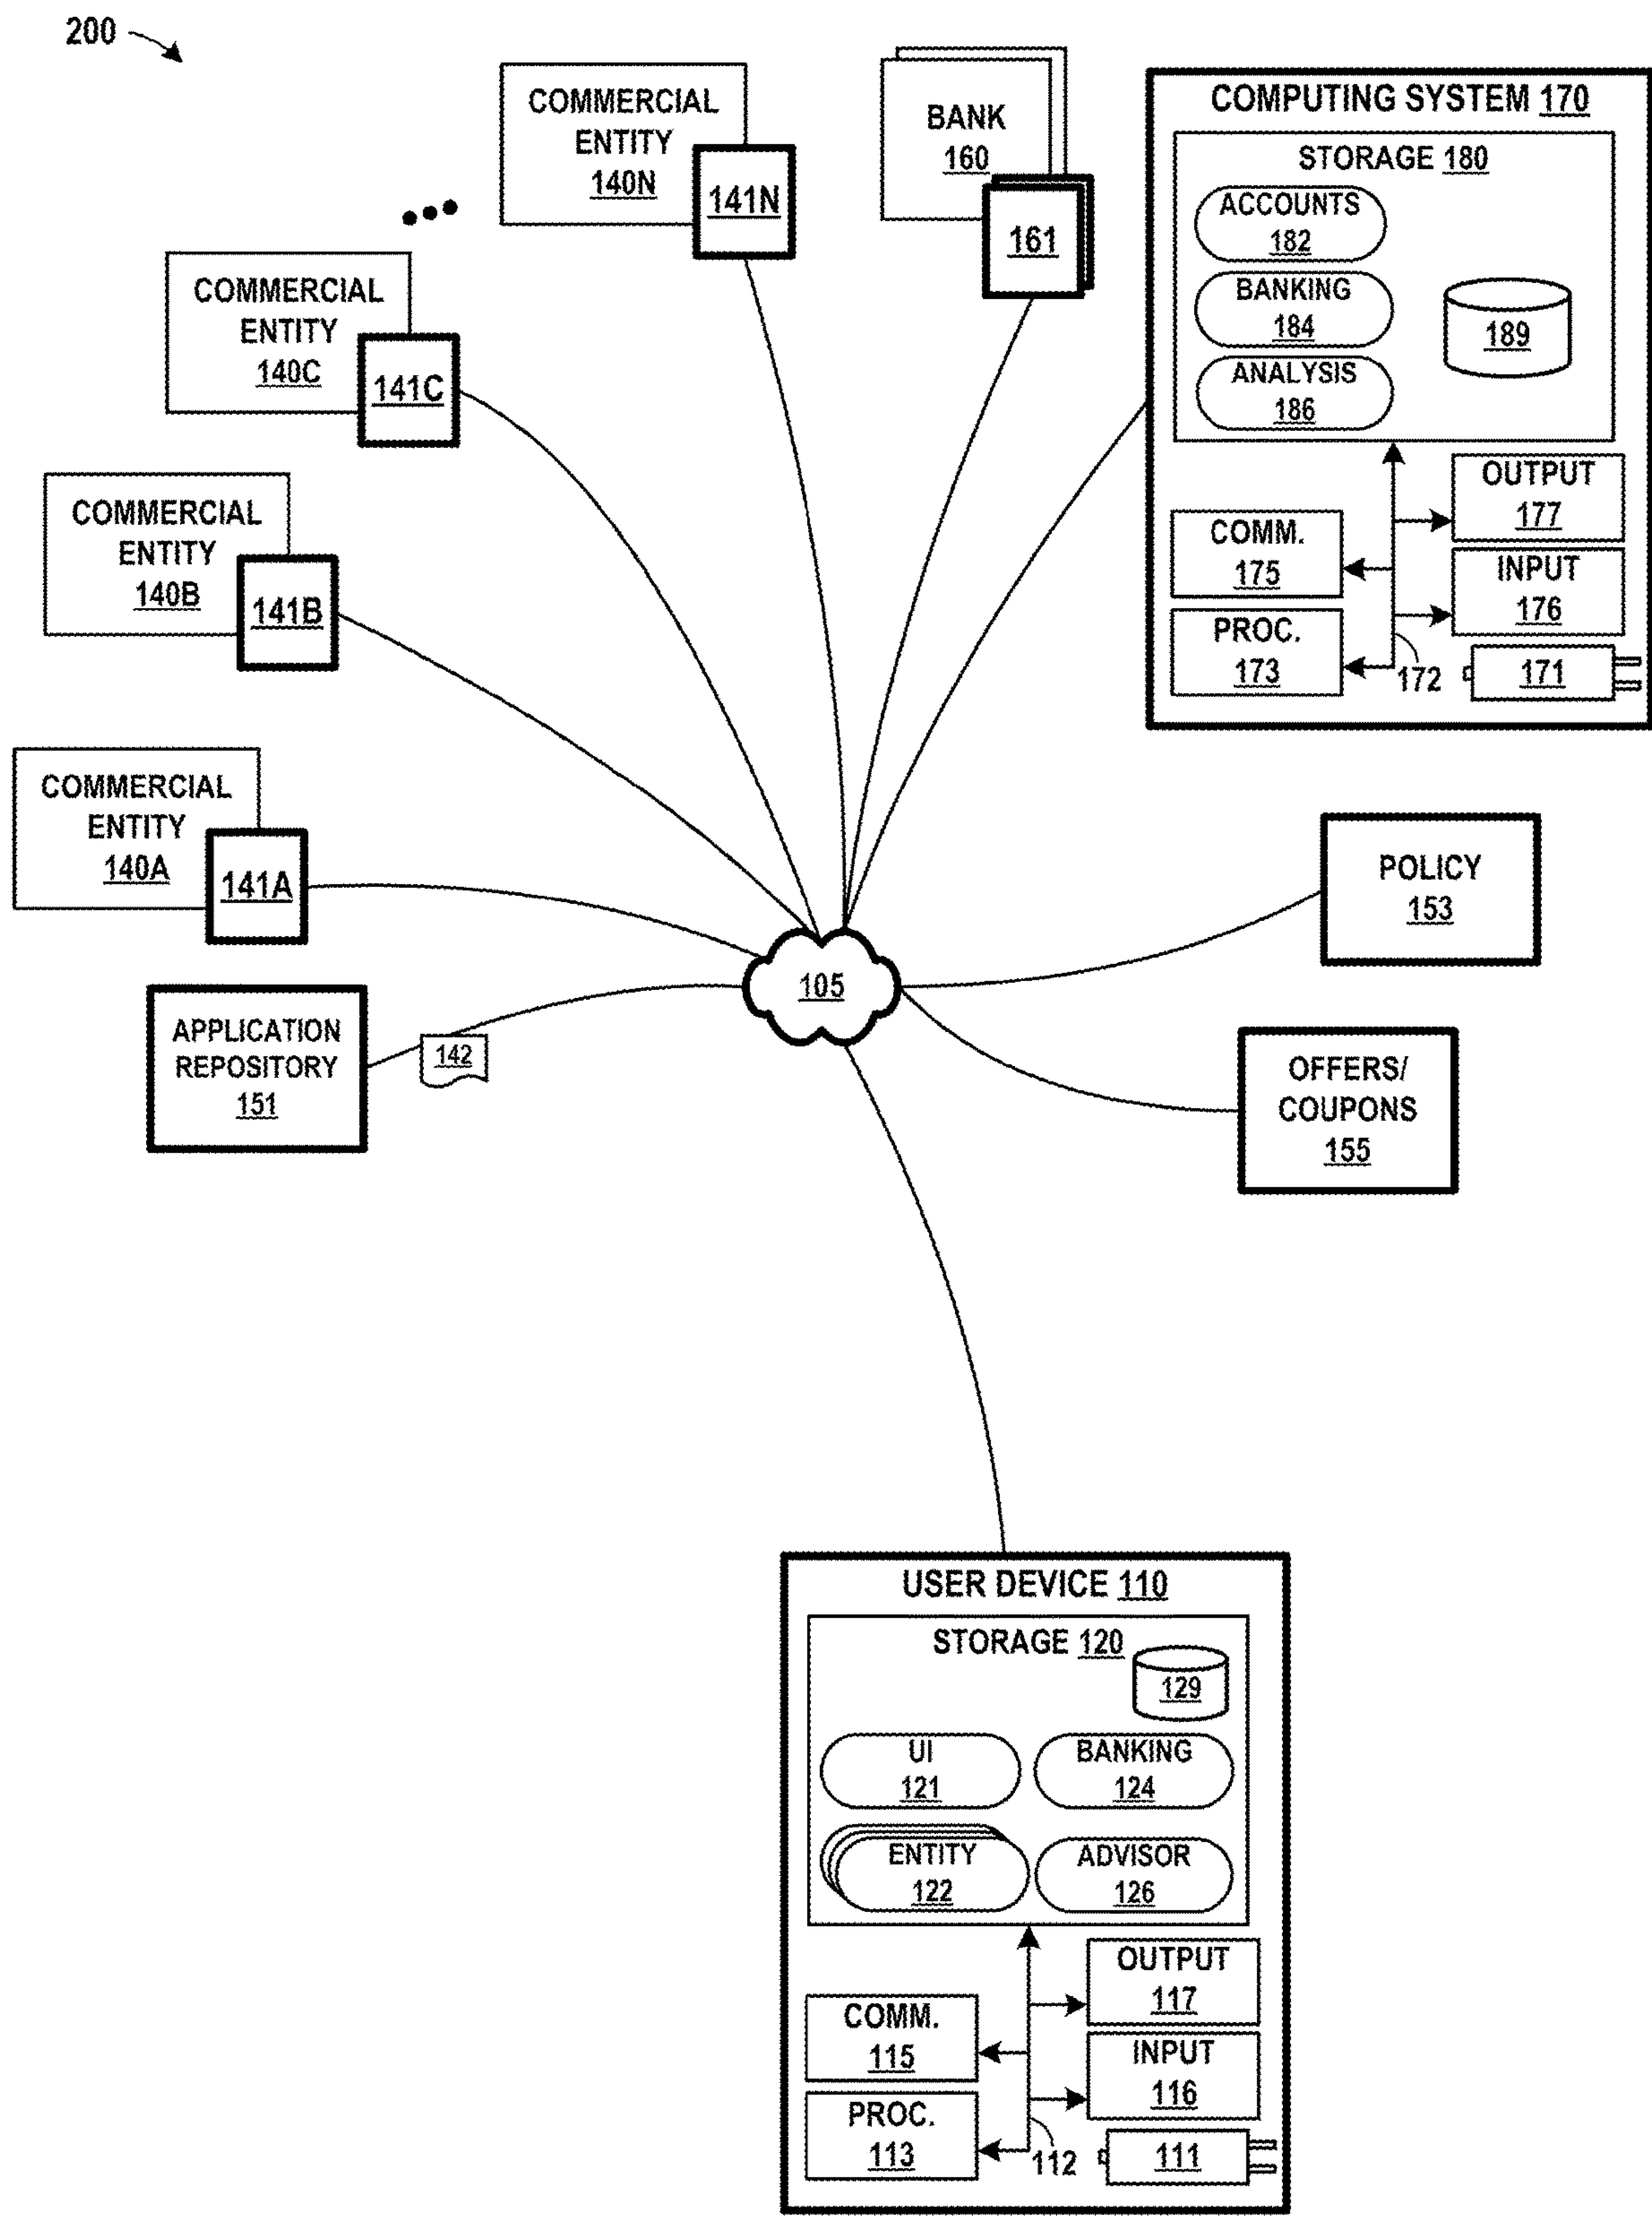 200
COMMERCIAL
ENTITY
140N
141N
BANK
160
161
COMMERCIAL
ENTITY
140C
141C
COMMERCIAL
ENTITY
140B
141B
COMMERCIAL
ENTITY
140A
141A
APPLICATION
REPOSITORY
151
142
105
COMPUTING SYSTEM 170
STORAGE 180
ACCOUNTS
182
BANKING
184
ANALYSIS
186
189
OUTPUT
177
COMM.
175
INPUT
176
PROC.
173
172
171
POLICY
153
OFFERS/
COUPONS
155
USER DEVICE 110
STORAGE 120
129
UI
121
BANKING
124
ENTITY
122
ADVISOR
126
OUTPUT
117
COMM.
115
INPUT
116
PROC.
113
112
111